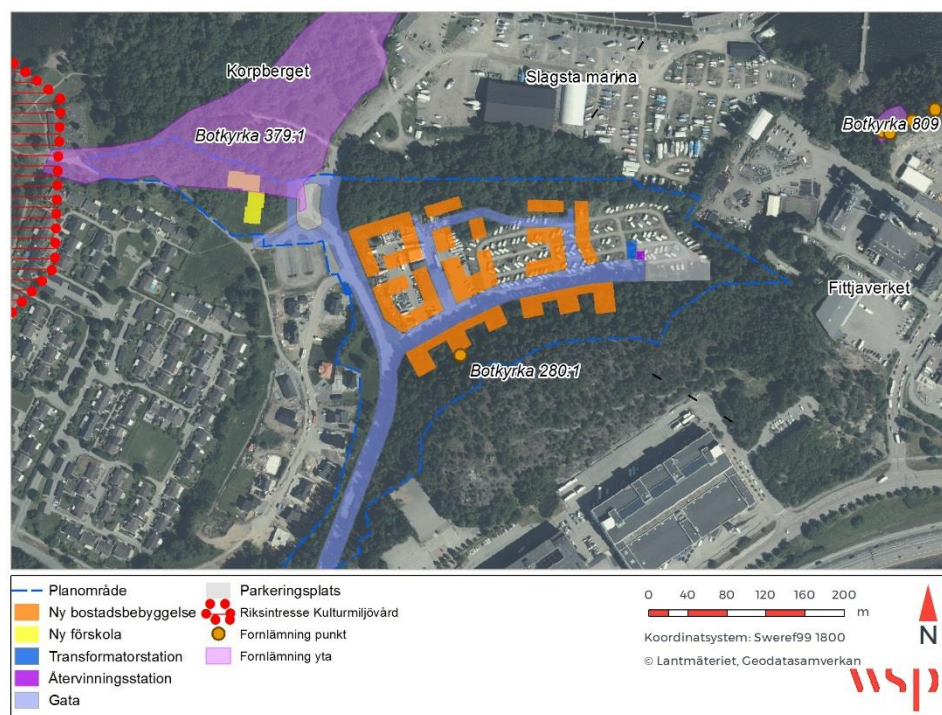 Korpberget
Slagsta marina
Botkyrka 379:1
Botkyrka 809
Fittjaverket
Botkyrka 280:1
Planområde
Ny bostadsbebyggelse
Ny förskola
Transformatorstation
Återvinningsstation
Gata
Parkeringsplats
Riksintresse Kulturmiljövård
Fornlämning punkt
Fornlämning yta
0 40 80 120 160 200
m
Koordinatsystem: Sweref99 1800
© Lantmäteriet, Geodatasamverkan
N
wsp